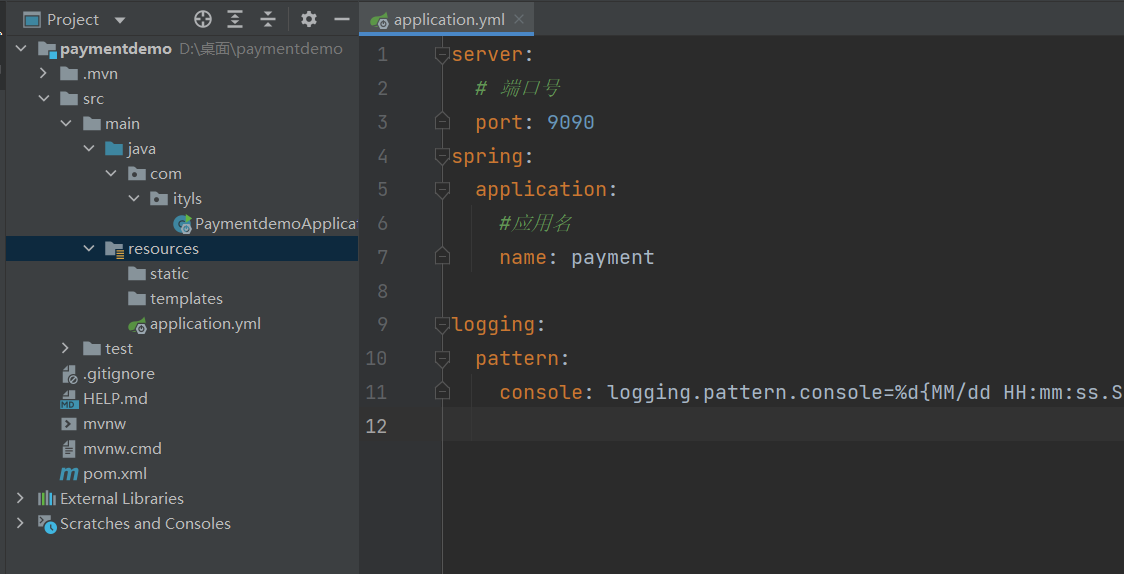 Project
application.yml
paymentdemo D:\桌面\paymentdemo
.mvn
src
main
java
com
ityls
PaymentdemoApplicat
resources
static
templates
application.yml
test
.gitignore
HELP.md
mvnw
mvnw.cmd
pom.xml
External Libraries
Scratches and Consoles
1 server:
2 # 端口号
3 port: 9090
4 spring:
5 application:
6 #应用名
7 name: payment
8
9 logging:
10 pattern:
11 console: logging.pattern.console=%d{MM/dd HH:mm:ss.S
12